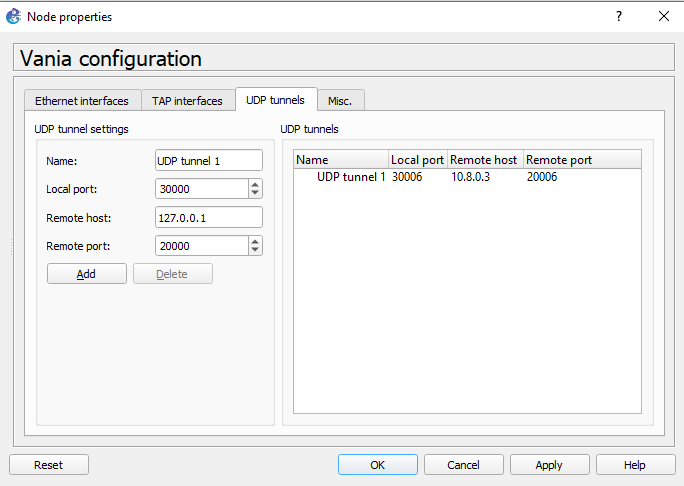 Node properties
?
Vania configuration
Ethernet interfaces TAP interfaces UDP tunnels Misc.
UDP tunnel settings
Name: UDP tunnel 1
Local port: 30000
Remote host: 127.0.0.1
Remote port: 20000
Add Delete
UDP tunnels
Name Local port Remote host Remote port
UDP tunnel 1 30006 10.8.0.3 20006
Reset OK Cancel Apply Help